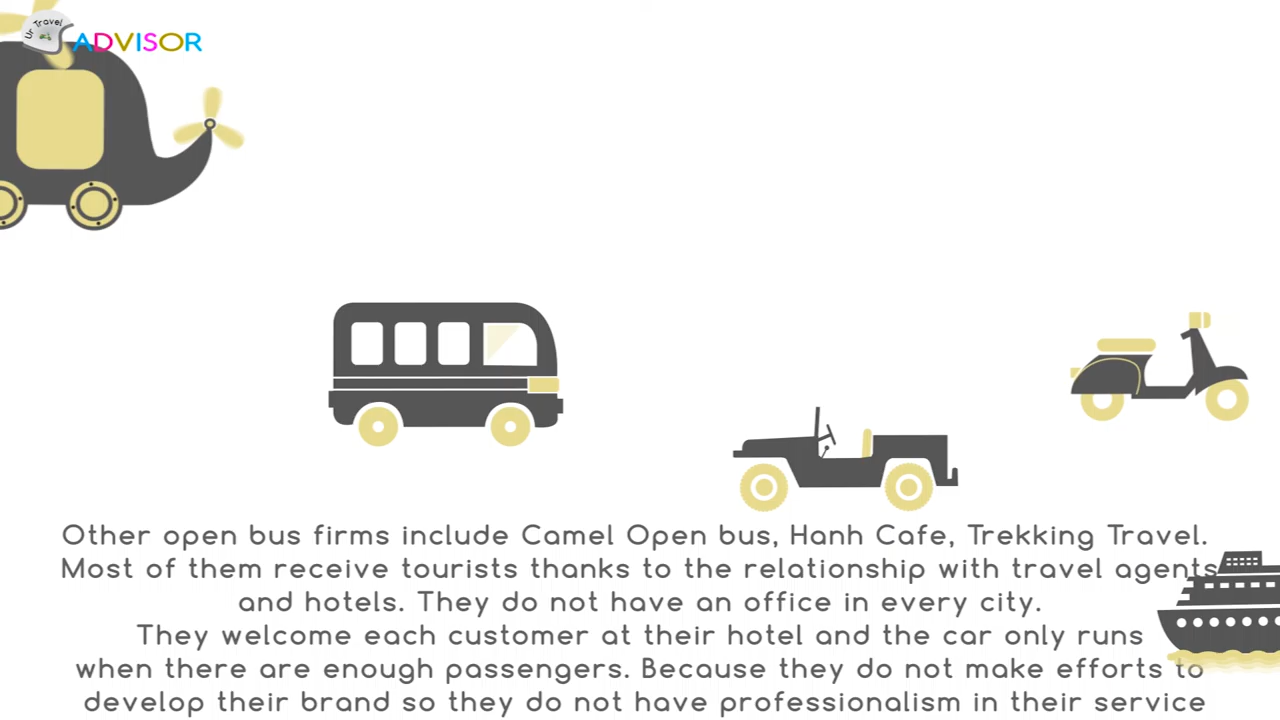 Ur Travel
ADVISOR
Other open bus firms include Camel Open bus, Hanh Cafe, Trekking Travel.
Most of them receive tourists thanks to the relationship with travel agents
and hotels. They do not have an office in every city.
They welcome each customer at their hotel and the car only runs
when there are enough passengers. Because they do not make efforts to
develop their brand so they do not have professionalism in their service